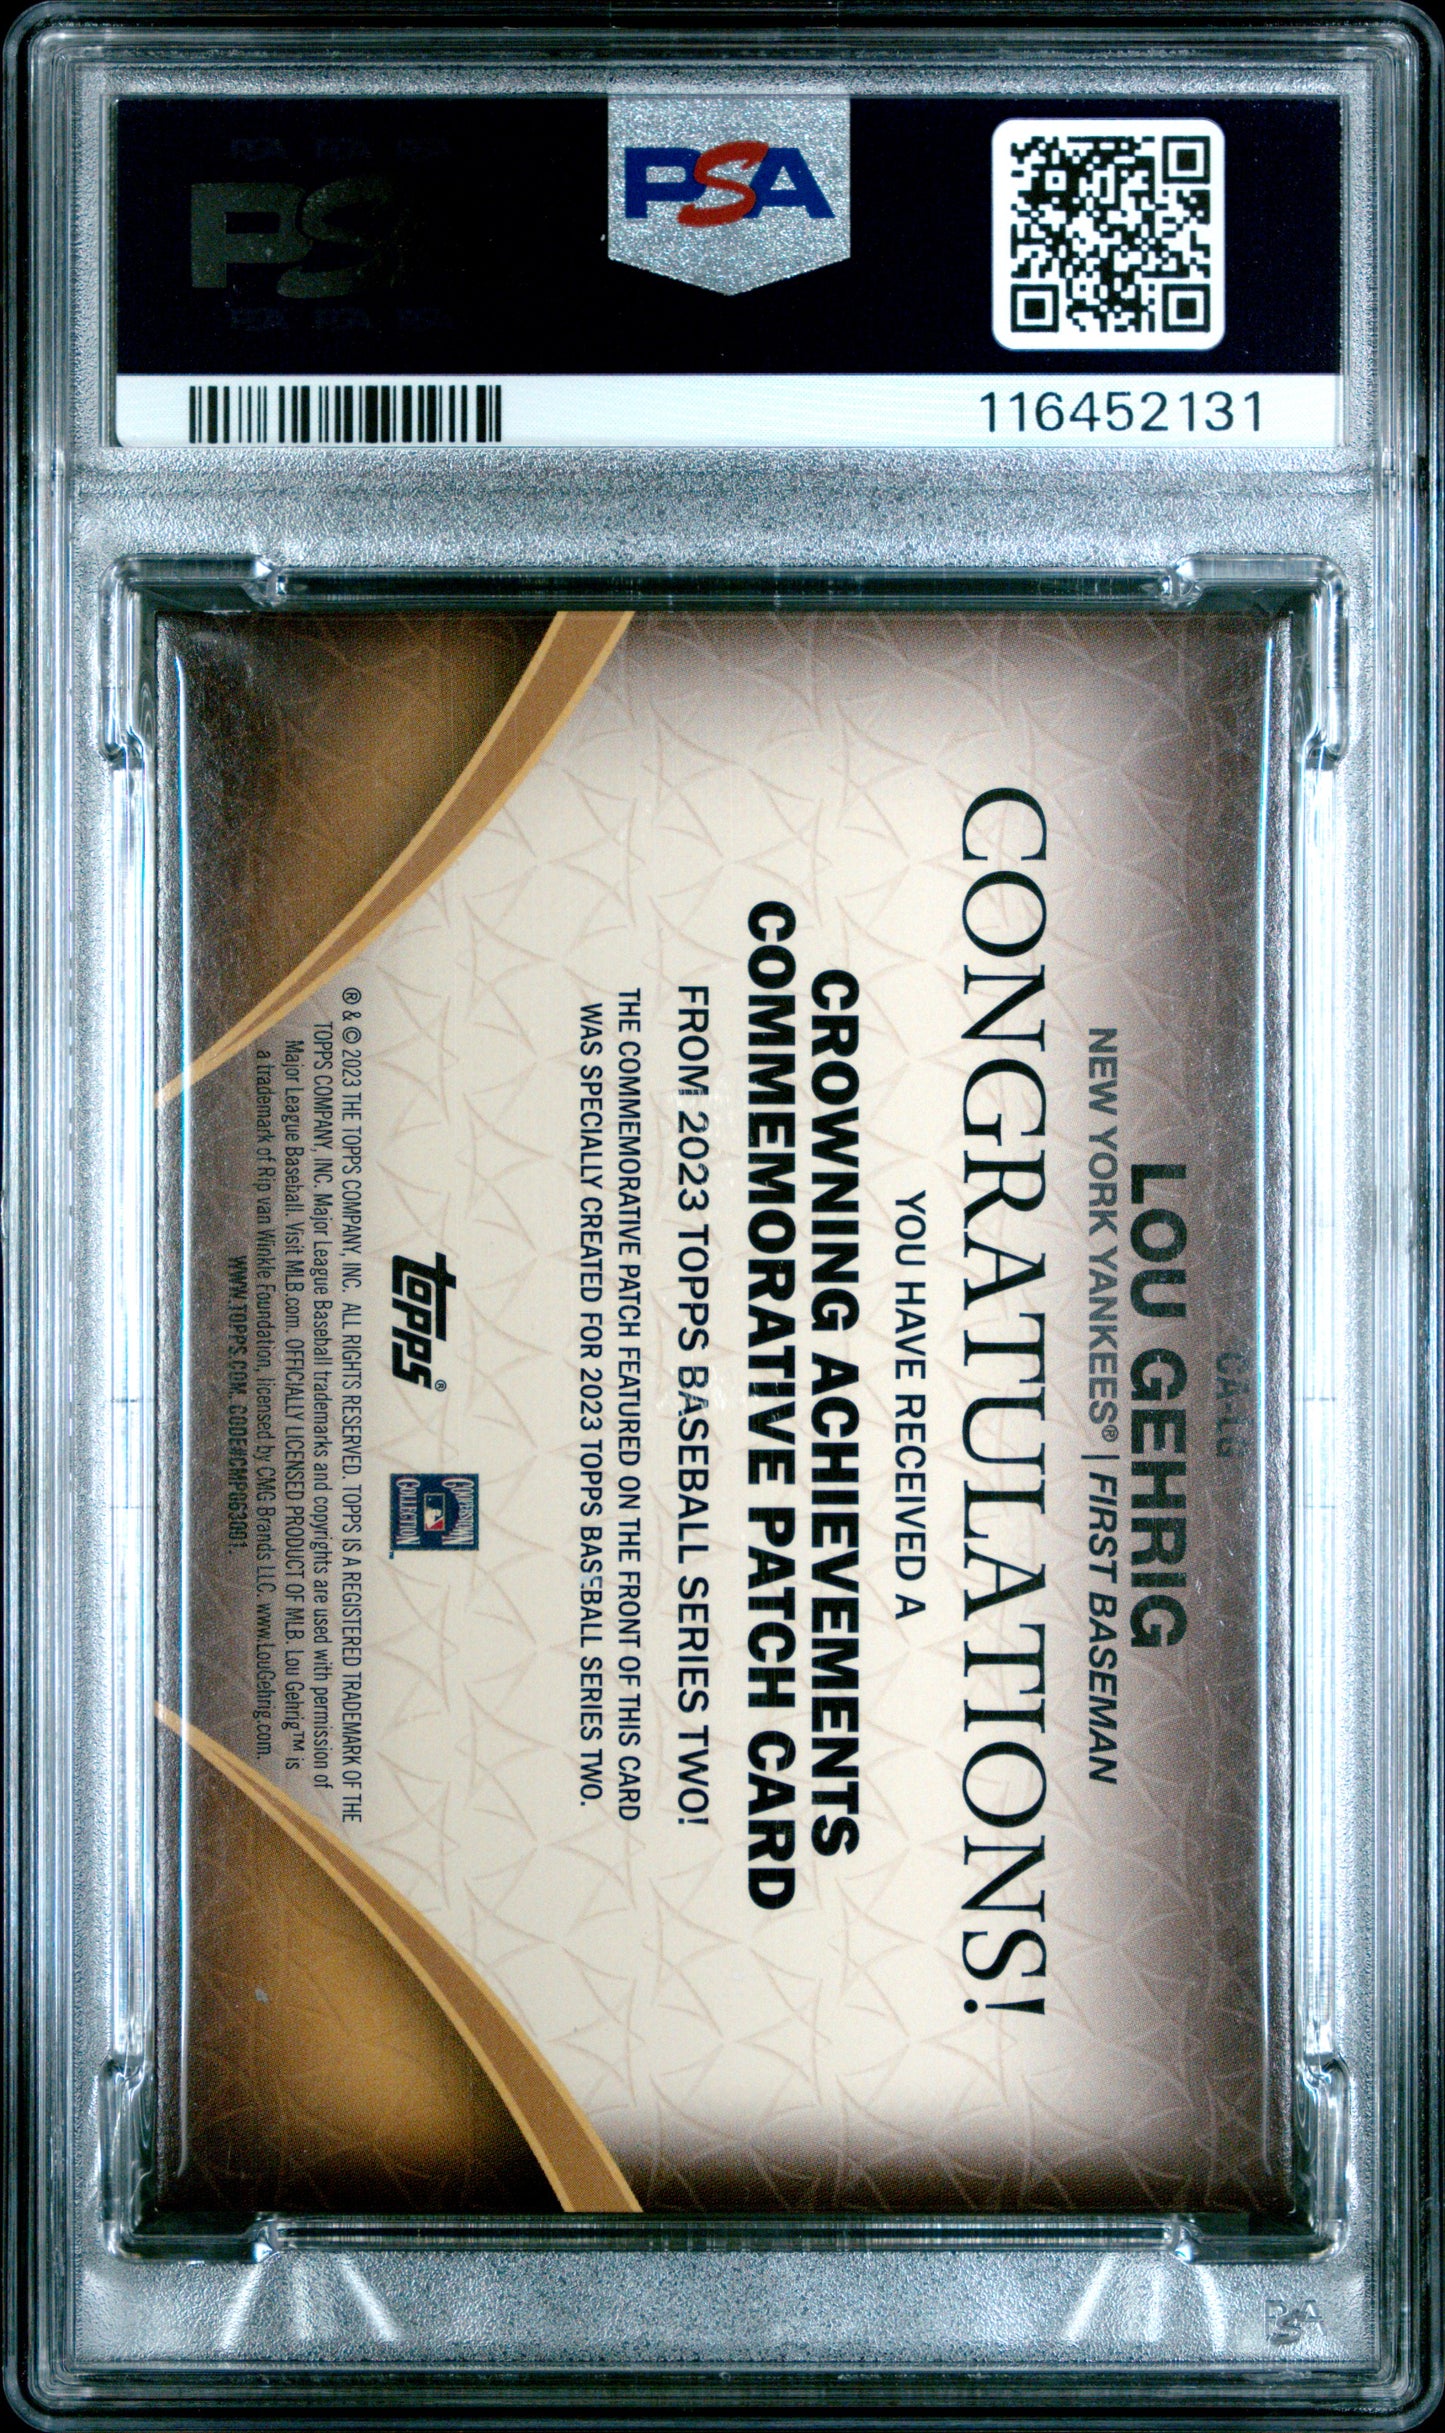 PSA
116452131
CA-LG
LOU GEHRIG
NEW YORK YANKEES® | FIRST BASEMAN
CONGRATULATIONS!
YOU HAVE RECEIVED A
CROWNING ACHIEVEMENTS
COMMEMORATIVE PATCH CARD
FROM 2023 TOPPS BASEBALL SERIES TWO!
THE COMMEMORATIVE PATCH FEATURED ON THE FRONT OF THIS CARD
WAS SPECIALLY CREATED FOR 2023 TOPPS BASEBALL SERIES TWO.
topps®
COOPERSTOWN
COLLECTION™
® & © 2023 THE TOPPS COMPANY, INC. ALL RIGHTS RESERVED. TOPPS IS A REGISTERED TRADEMARK OF THE
TOPPS COMPANY, INC. Major League Baseball trademarks and copyrights are used with permission of
Major League Baseball. Visit MLB.com. OFFICIALLY LICENSED PRODUCT OF MLB. Lou Gehrig™ is
a trademark of Rip van Winkle Foundation, licensed by CMG Brands LLC. www.LouGehrig.com.
WWW.TOPPS.COM. CODE#CMP063001.
PSA